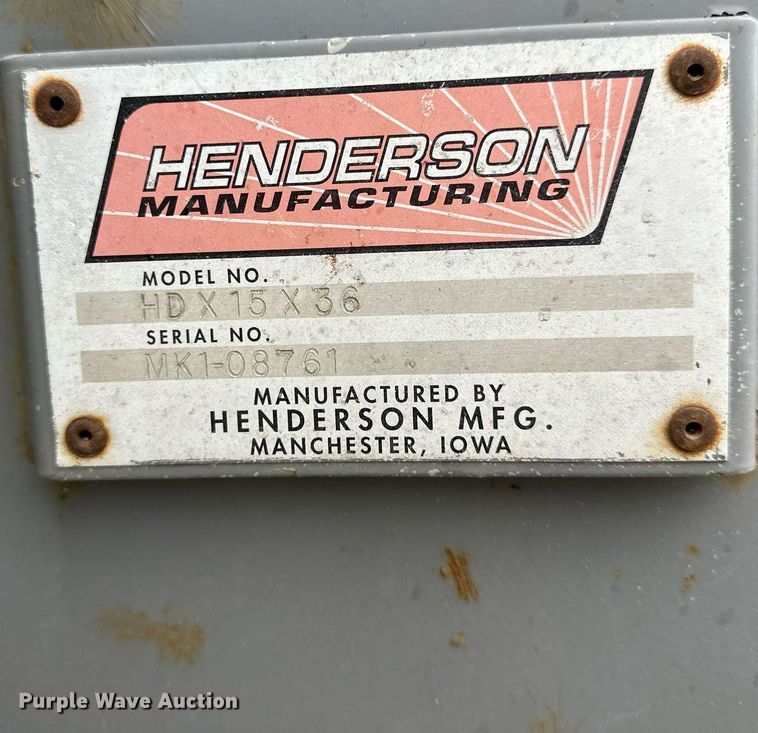 HENDERSON
MANUFACTURING
MODEL NO.
HDX15X36
SERIAL NO.
MK1-08761
MANUFACTURED BY
HENDERSON MFG.
MANCHESTER, IOWA
Purple Wave Auction